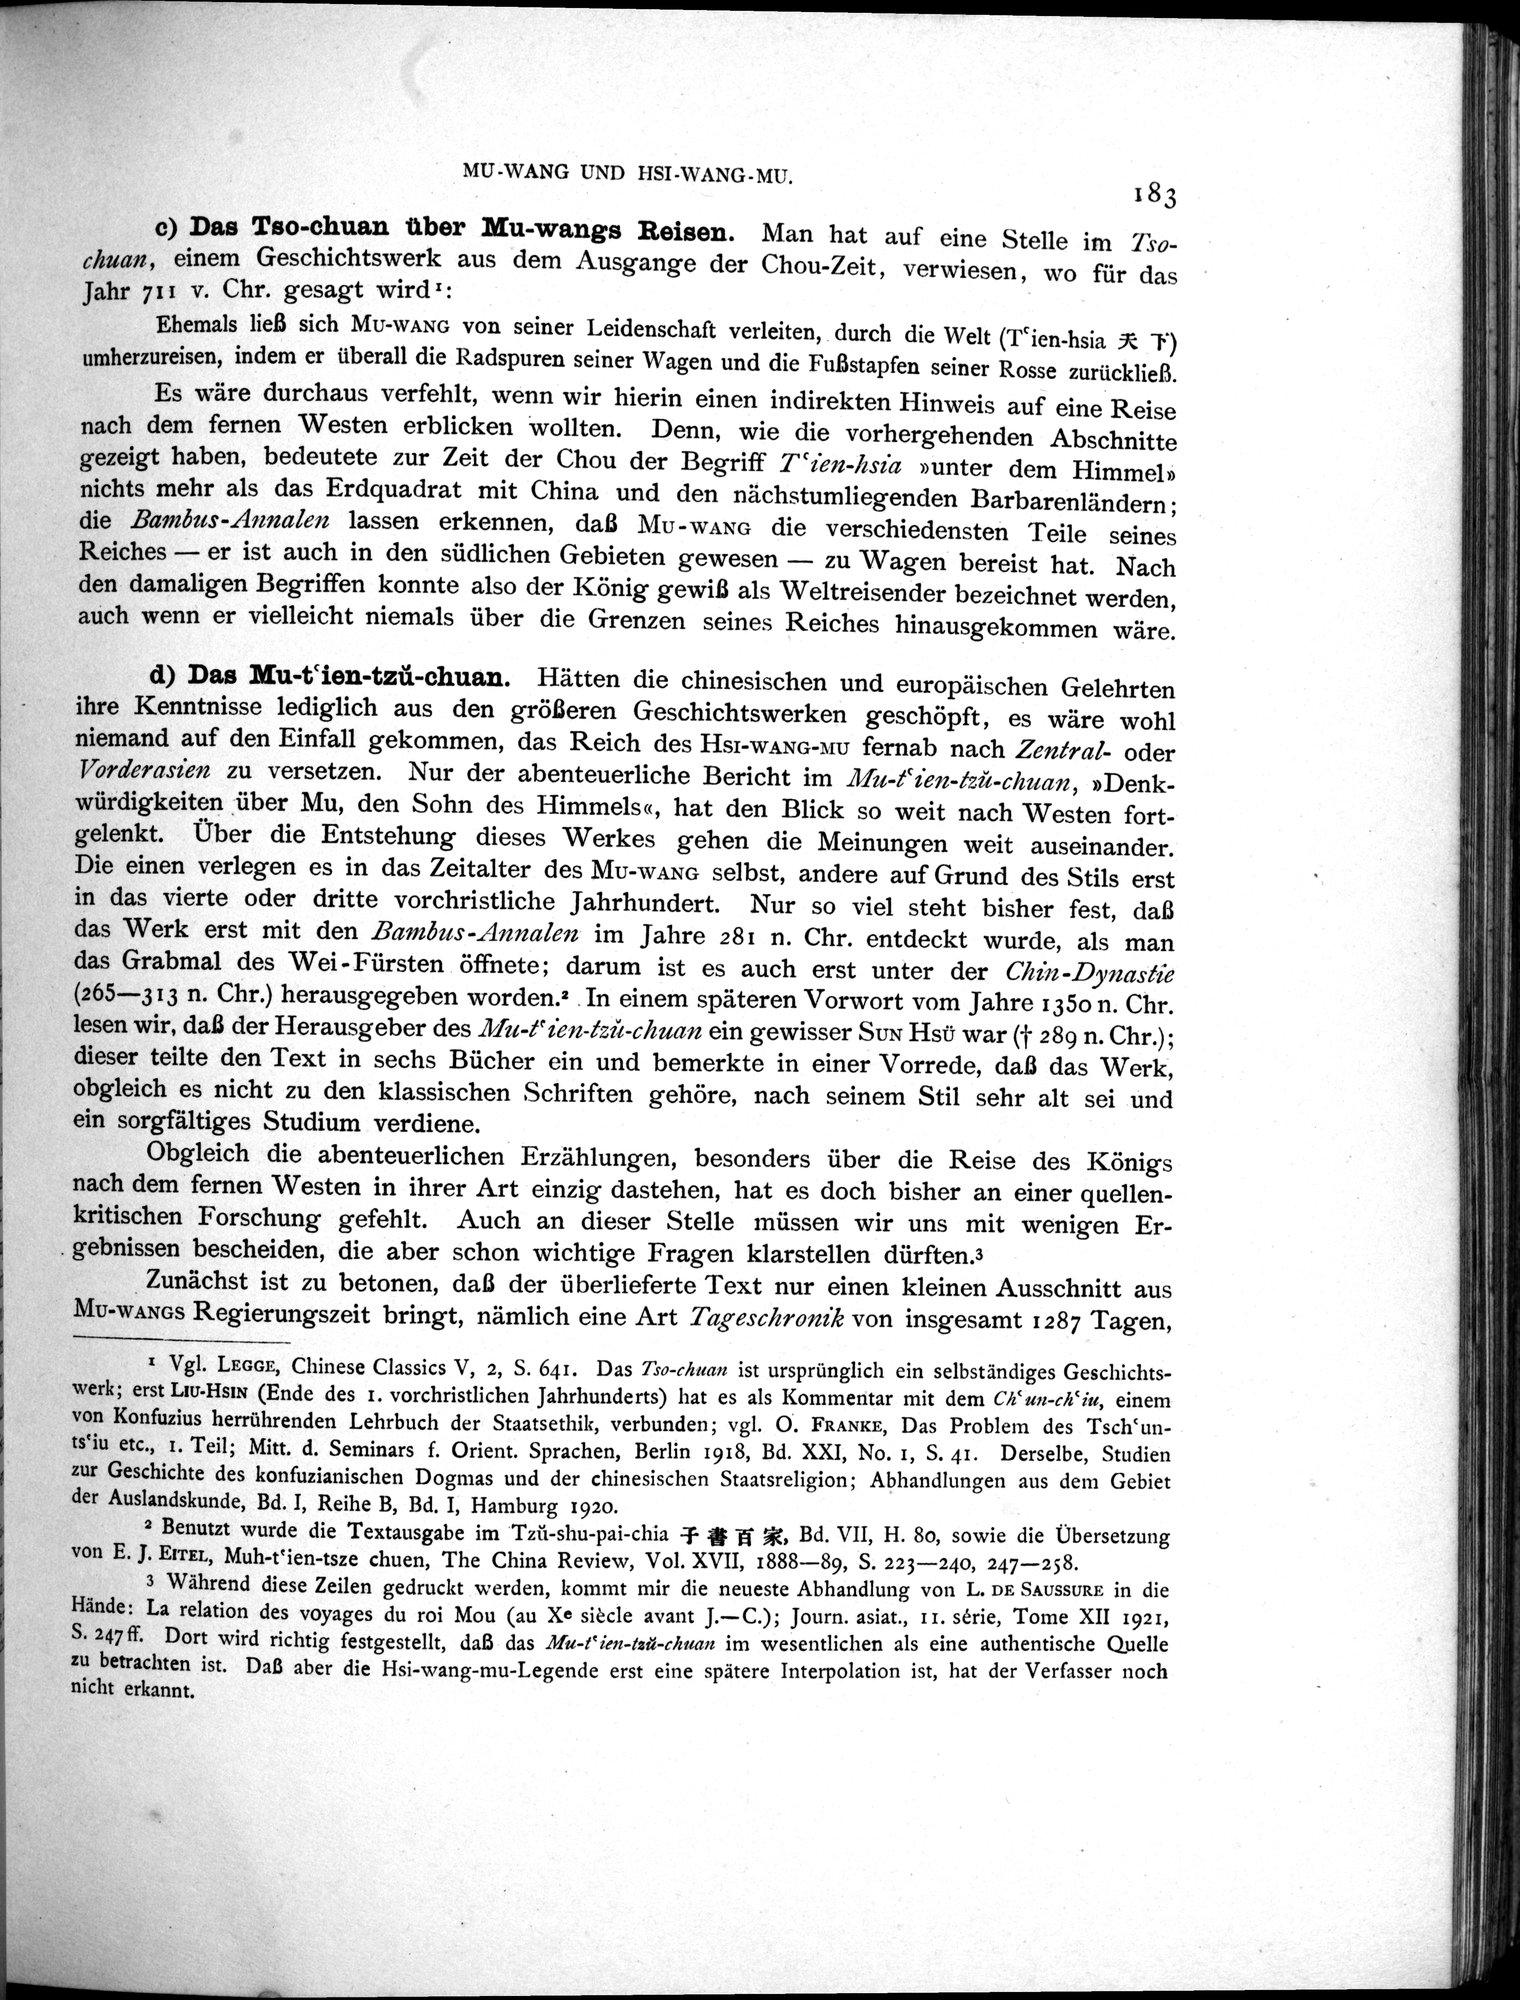 MU-WANG UND HSI-WANG-MU.
183
c) Das Tso-chuan über Mu-wangs Reisen. Man hat auf eine Stelle im Tso-
chuan, einem Geschichtswerk aus dem Ausgange der Chou-Zeit, verwiesen, wo für das
Jahr 711 v. Chr. gesagt wird¹:
Ehemals ließ sich MU-WANG von seiner Leidenschaft verleiten, durch die Welt (Tʿien-hsia 天 下)
umherzureisen, indem er überall die Radspuren seiner Wagen und die Fußstapfen seiner Rosse zurückließ.
Es wäre durchaus verfehlt, wenn wir hierin einen indirekten Hinweis auf eine Reise
nach dem fernen Westen erblicken wollten. Denn, wie die vorhergehenden Abschnitte
gezeigt haben, bedeutete zur Zeit der Chou der Begriff Tʿien-hsia »unter dem Himmel»
nichts mehr als das Erdquadrat mit China und den nächstumliegenden Barbarenländern;
die Bambus-Annalen lassen erkennen, daß MU-WANG die verschiedensten Teile seines
Reiches — er ist auch in den südlichen Gebieten gewesen — zu Wagen bereist hat. Nach
den damaligen Begriffen konnte also der König gewiß als Weltreisender bezeichnet werden,
auch wenn er vielleicht niemals über die Grenzen seines Reiches hinausgekommen wäre.
d) Das Mu-tʿien-tzŭ-chuan. Hätten die chinesischen und europäischen Gelehrten
ihre Kenntnisse lediglich aus den größeren Geschichtswerken geschöpft, es wäre wohl
niemand auf den Einfall gekommen, das Reich des HSI-WANG-MU fernab nach Zentral- oder
Vorderasien zu versetzen. Nur der abenteuerliche Bericht im Mu-tʿien-tzŭ-chuan, »Denk-
würdigkeiten über Mu, den Sohn des Himmels«, hat den Blick so weit nach Westen fort-
gelenkt. Über die Entstehung dieses Werkes gehen die Meinungen weit auseinander.
Die einen verlegen es in das Zeitalter des MU-WANG selbst, andere auf Grund des Stils erst
in das vierte oder dritte vorchristliche Jahrhundert. Nur so viel steht bisher fest, daß
das Werk erst mit den Bambus-Annalen im Jahre 281 n. Chr. entdeckt wurde, als man
das Grabmal des Wei-Fürsten öffnete; darum ist es auch erst unter der Chin-Dynastie
(265—313 n. Chr.) herausgegeben worden.² In einem späteren Vorwort vom Jahre 1350 n. Chr.
lesen wir, daß der Herausgeber des Mu-tʿien-tzŭ-chuan ein gewisser SUN HSÜ war († 289 n. Chr.);
dieser teilte den Text in sechs Bücher ein und bemerkte in einer Vorrede, daß das Werk,
obgleich es nicht zu den klassischen Schriften gehöre, nach seinem Stil sehr alt sei und
ein sorgfältiges Studium verdiene.
Obgleich die abenteuerlichen Erzählungen, besonders über die Reise des Königs
nach dem fernen Westen in ihrer Art einzig dastehen, hat es doch bisher an einer quellen-
kritischen Forschung gefehlt. Auch an dieser Stelle müssen wir uns mit wenigen Er-
gebnissen bescheiden, die aber schon wichtige Fragen klarstellen dürften.³
Zunächst ist zu betonen, daß der überlieferte Text nur einen kleinen Ausschnitt aus
MU-WANGS Regierungszeit bringt, nämlich eine Art Tageschronik von insgesamt 1287 Tagen,
¹ Vgl. LEGGE, Chinese Classics V, 2, S. 641. Das Tso-chuan ist ursprünglich ein selbständiges Geschichts-
werk; erst LIU-HSIN (Ende des 1. vorchristlichen Jahrhunderts) hat es als Kommentar mit dem Chʿun-chʿiu, einem
von Konfuzius herrührenden Lehrbuch der Staatsethik, verbunden; vgl. O. FRANKE, Das Problem des Tschʿun-
tsʿiu etc., 1. Teil; Mitt. d. Seminars f. Orient. Sprachen, Berlin 1918, Bd. XXI, No. 1, S. 41. Derselbe, Studien
zur Geschichte des konfuzianischen Dogmas und der chinesischen Staatsreligion; Abhandlungen aus dem Gebiet
der Auslandskunde, Bd. I, Reihe B, Bd. I, Hamburg 1920.
² Benutzt wurde die Textausgabe im Tzŭ-shu-pai-chia 子 書 百 家, Bd. VII, H. 80, sowie die Übersetzung
von E. J. EITEL, Muh-tʿien-tsze chuen, The China Review, Vol. XVII, 1888—89, S. 223—240, 247—258.
³ Während diese Zeilen gedruckt werden, kommt mir die neueste Abhandlung von L. DE SAUSSURE in die
Hände: La relation des voyages du roi Mou (au Xᵉ siècle avant J.—C.); Journ. asiat., 11. série, Tome XII 1921,
S. 247 ff. Dort wird richtig festgestellt, daß das Mu-tʿien-tzŭ-chuan im wesentlichen als eine authentische Quelle
zu betrachten ist. Daß aber die Hsi-wang-mu-Legende erst eine spätere Interpolation ist, hat der Verfasser noch
nicht erkannt.